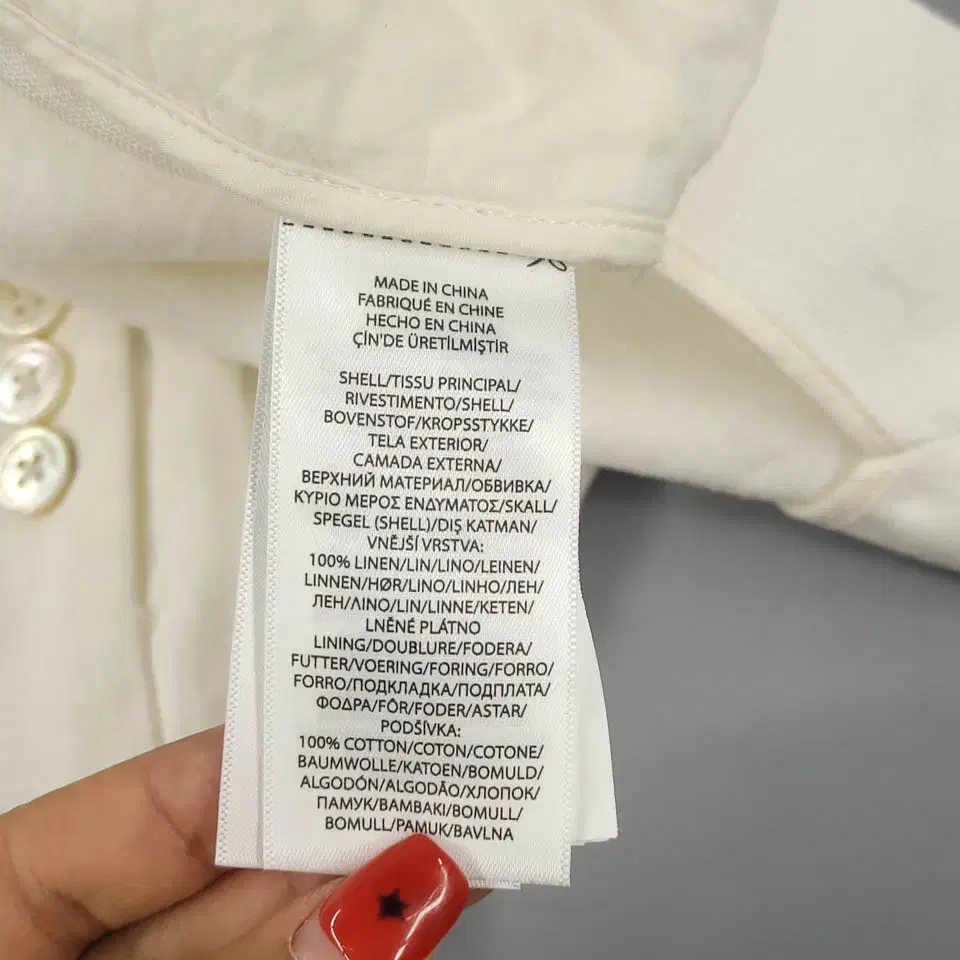 MADE IN CHINA
FABRIQUÉ EN CHINE
HECHO EN CHINA
ÇİN'DE ÜRETİLMİŞTİR
SHELL/TISSU PRINCIPAL/
RIVESTIMENTO/SHELL/
BOVENSTOF/KROPSSTYKKE/
TELA EXTERIOR/
CAMADA EXTERNA/
ВЕРХНИЙ МАТЕРИАЛ/ОБВИВКА/
ΚΥΡΙΟ ΜΕΡΟΣ ΕΝΔΥΜΑΤΟΣ/SKALL/
SPEGEL (SHELL)/DIŞ KATMAN/
VNĚJŠÍ VRSTVA:
100% LINEN/LIN/LINO/LEINEN/
LINNEN/HØR/LINO/LINHO/ЛЕН/
ЛЕН/ΛΙΝΟ/LIN/LINNE/KETEN/
LNĚNÉ PLÁTNO
LINING/DOUBLURE/FODERA/
FUTTER/VOERING/FORING/FORRO/
FORRO/ПОДКЛАДКА/ПОДПЛАТА/
ΦΟΔΡΑ/FÔR/FODER/ASTAR/
PODŠÍVKA:
100% COTTON/COTON/COTONE/
BAUMWOLLE/KATOEN/BOMULD/
ALGODÓN/ALGODÃO/ХЛОПОК/
ПАМУК/BAMBAKI/BOMULL/
BOMULL/PAMUK/BAVLNA